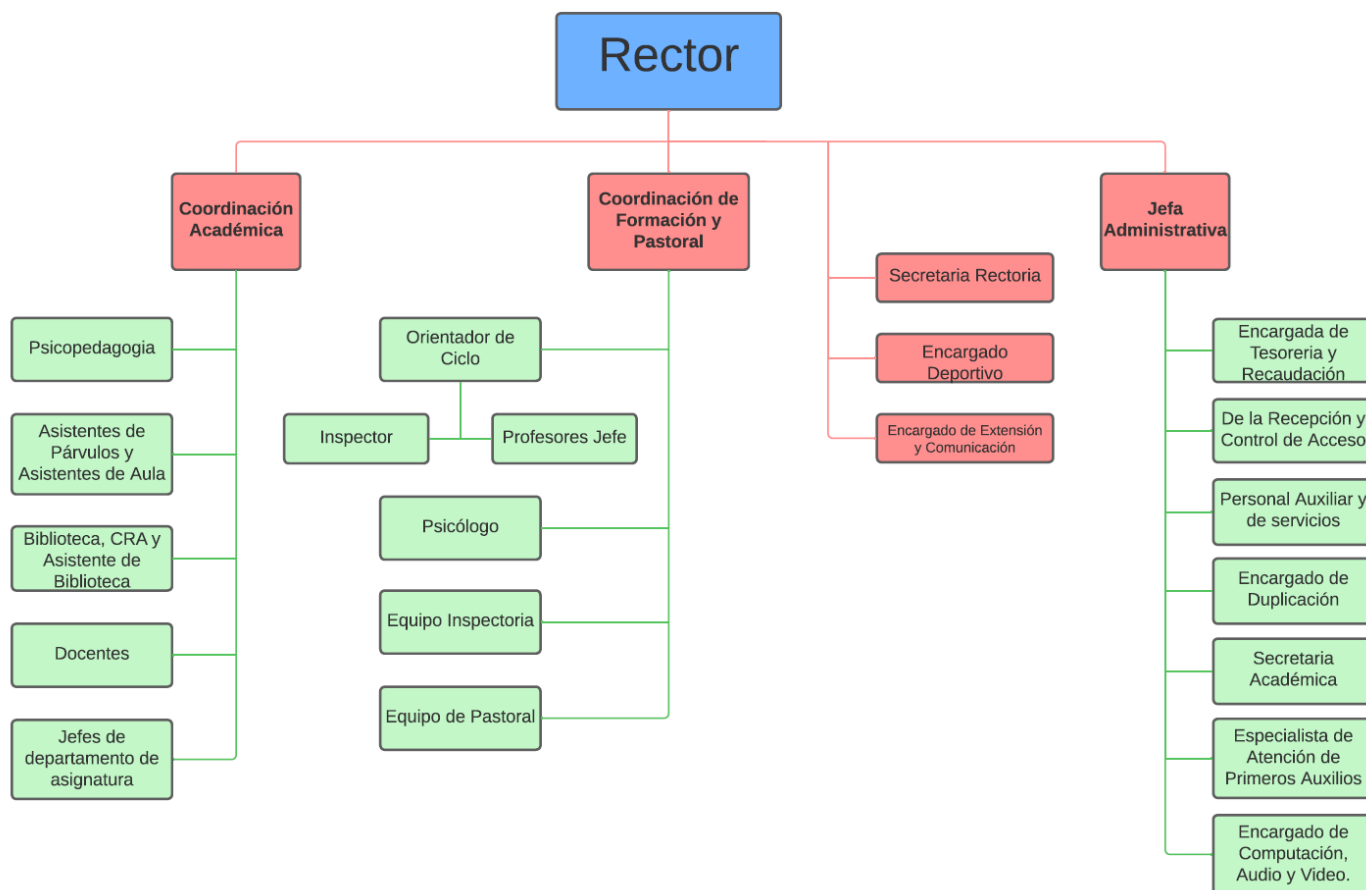 Rector
Coordinación
Académica
Coordinación de
Formación y
Pastoral
Jefa
Administrativa
Secretaria Rectoria
Encargado
Deportivo
Encargado de Extensión
y Comunicación
Psicopedagogia
Asistentes de
Párvulos y
Asistentes de Aula
Biblioteca, CRA y
Asistente de
Biblioteca
Docentes
Jefes de
departamento de
asignatura
Orientador de
Ciclo
Inspector
Profesores Jefe
Psicólogo
Equipo Inspectoria
Equipo de Pastoral
Encargada de
Tesoreria y
Recaudación
De la Recepción y
Control de Acceso
Personal Auxiliar y
de servicios
Encargado de
Duplicación
Secretaria
Académica
Especialista de
Atención de
Primeros Auxilios
Encargado de
Computación,
Audio y Video.